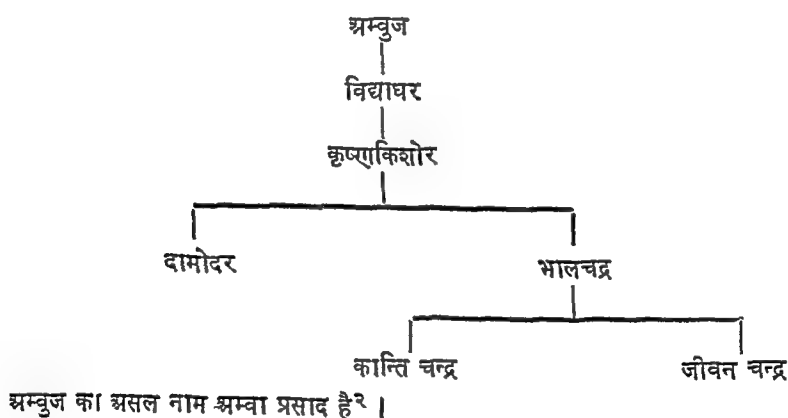 अम्बुज
विद्याधर
कृष्णकिशोर
दामोदर भालचद्र
कान्ति चन्द्र जीवन चन्द्र
अम्बुज का असल नाम अम्बा प्रसाद है२ ।